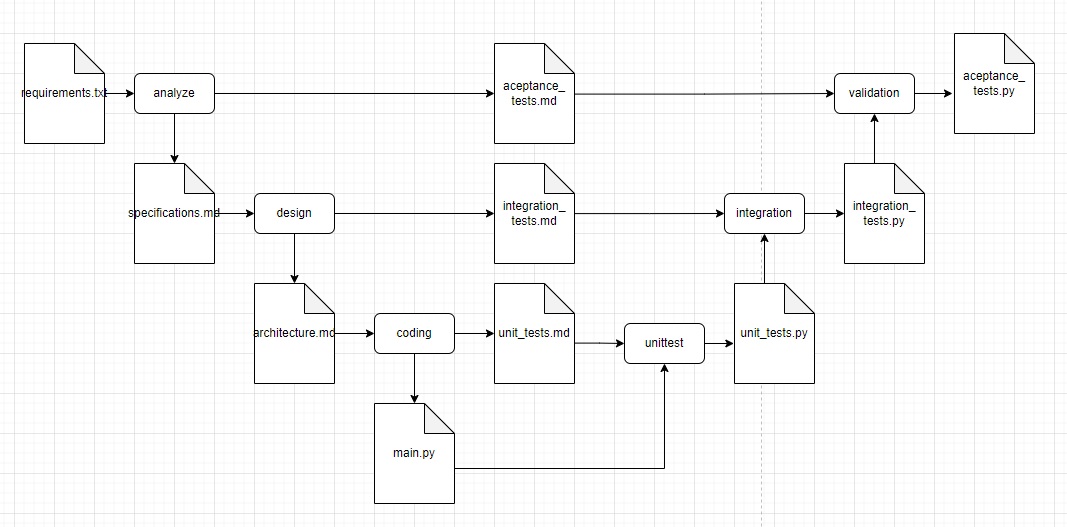 requirements.txt
analyze
aceptance_
tests.md
validation
aceptance_
tests.py
specifications.md
design
integration_
tests.md
integration
integration_
tests.py
architecture.md
coding
unit_tests.md
unittest
unit_tests.py
main.py